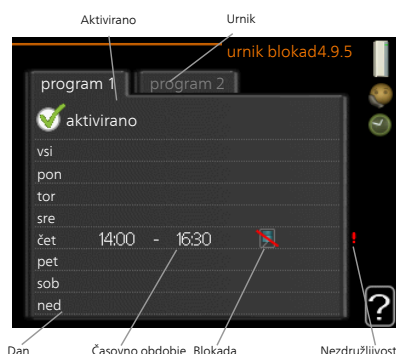 Aktivirano Urnik
urnik blokad4.9.5
program 1 program 2
aktivirano
vsi
pon
tor
sre
čet 14:00 - 16:30
pet
sob
ned
?
Dan Časovno obdobje Blokada Nezdružljivost